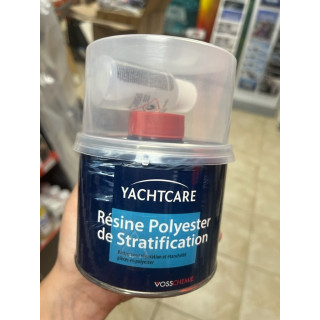 YACHTCARE
Résine Polyester
de Stratification
VOSSCHEMIE